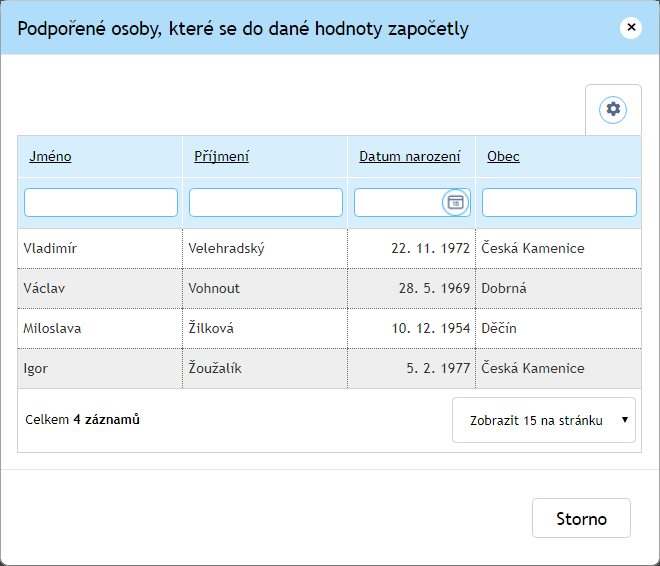 Podpořené osoby, které se do dané hodnoty započetly
Jméno Příjmení Datum narození Obec
Vladimír Velehradský 22. 11. 1972 Česká Kamenice
Václav Vohnout 28. 5. 1969 Dobrná
Miloslava Žilková 10. 12. 1954 Děčín
Igor Žoužalík 5. 2. 1977 Česká Kamenice
Celkem 4 záznamů Zobrazit 15 na stránku
Storno